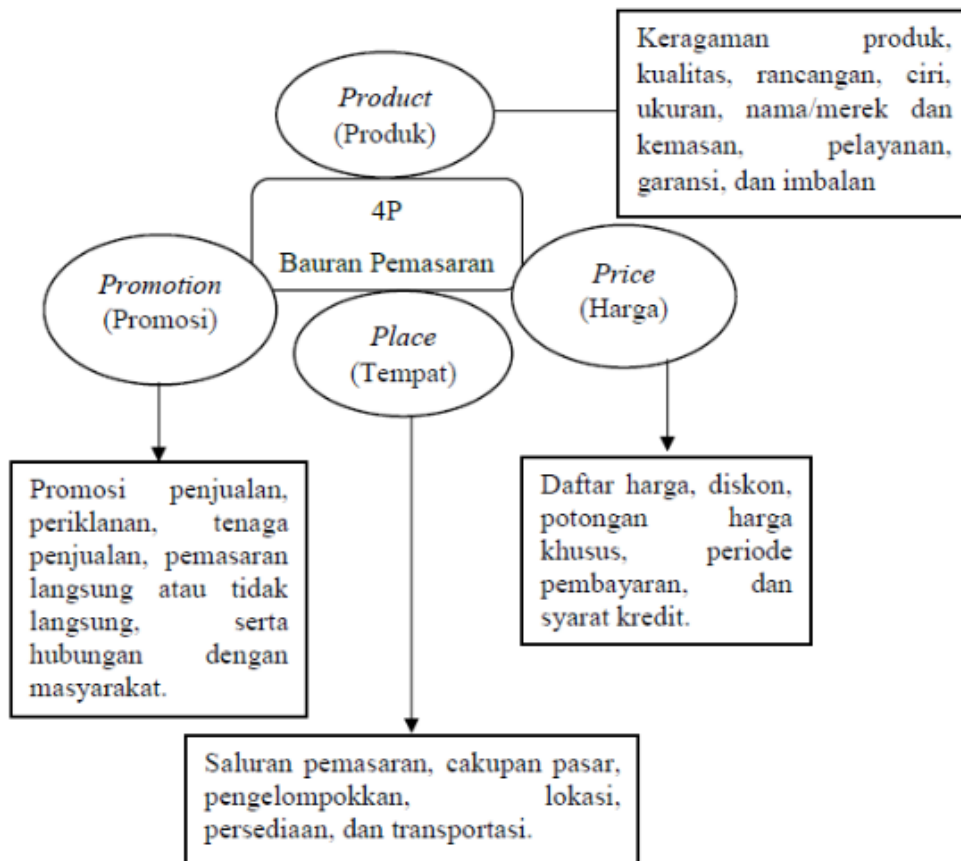 Keragaman produk,
kualitas, rancangan, ciri,
ukuran, nama/merek dan
kemasan, pelayanan,
garansi, dan imbalan
Product
(Produk)
4P
Bauran Pemasaran
Promotion
(Promosi)
Place
(Tempat)
Price
(Harga)
Promosi penjualan,
periklanan, tenaga
penjualan, pemasaran
langsung atau tidak
langsung, serta
hubungan dengan
masyarakat.
Daftar harga, diskon,
potongan harga
khusus, periode
pembayaran, dan
syarat kredit.
Saluran pemasaran, cakupan pasar,
pengelompokkan, lokasi,
persediaan, dan transportasi.